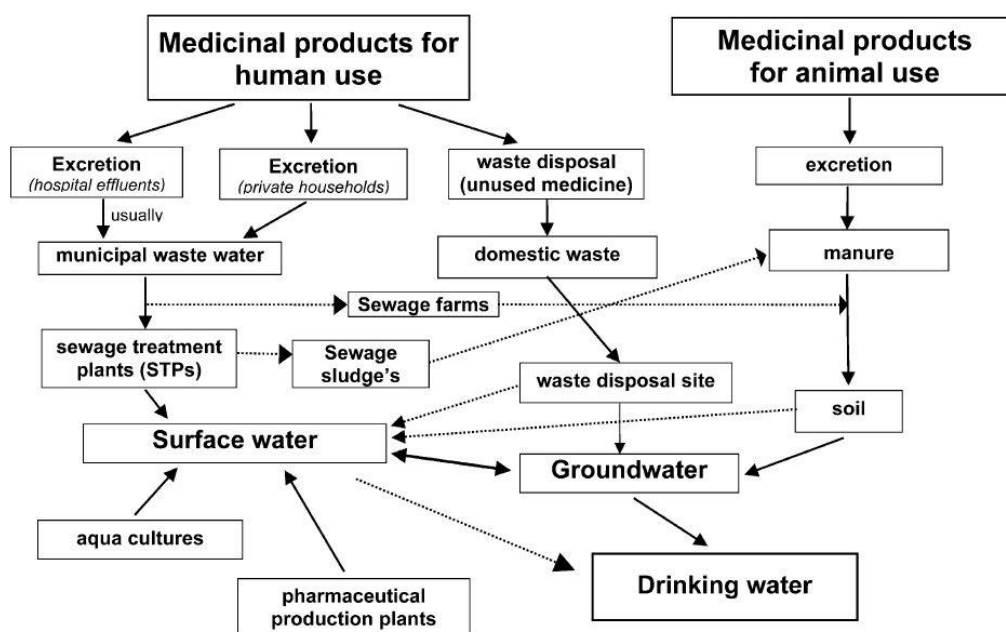 Medicinal products for
human use
Medicinal products
for animal use
Excretion
(hospital effluents)
Excretion
(private households)
waste disposal
(unused medicine)
excretion
usually
municipal waste water
domestic waste
manure
Sewage farms
sewage treatment
plants (STPs)
Sewage
sludge's
waste disposal site
soil
Surface water
Groundwater
aqua cultures
Drinking water
pharmaceutical
production plants